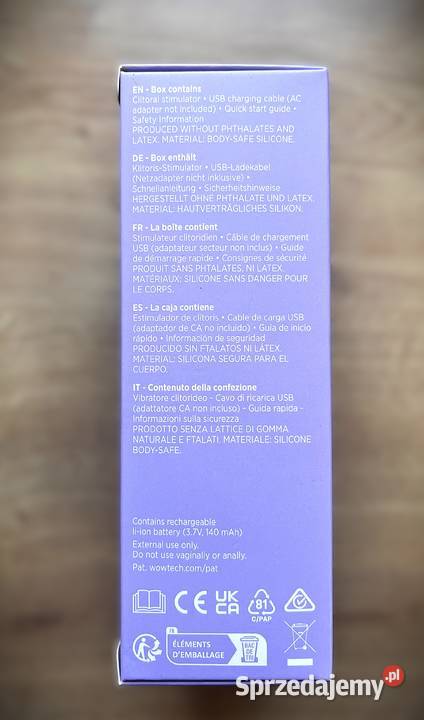 EN - Box contains
Clitoral stimulator • USB charging cable (AC
adapter not included) • Quick start guide •
Safety Information
PRODUCED WITHOUT PHTHALATES AND
LATEX. MATERIAL: BODY-SAFE SILICONE.
DE - Box enthält
Klitoris-Stimulator • USB-Ladekabel
(Netzadapter nicht inklusive) •
Schnellanleitung • Sicherheitshinweise
HERGESTELLT OHNE PHTHALATE UND LATEX.
MATERIAL: HAUTVERTRÄGLICHES SILIKON.
FR - La boîte contient
Stimulateur clitoridien • Câble de chargement
USB (adaptateur secteur non inclus) • Guide
de démarrage rapide • Consignes de sécurité
PRODUIT SANS PHTALATES, NI LATEX.
MATÉRIAUX: SILICONE SANS DANGER POUR
LE CORPS.
ES - La caja contiene
Estimulador de clítoris • Cable de carga USB
(adaptador de CA no incluido) • Guía de inicio
rápido • Información de seguridad
PRODUCIDO SIN FTALATOS NI LÁTEX.
MATERIAL: SILICONA SEGURA PARA EL
CUERPO.
IT - Contenuto della confezione
Vibratore clitorideo - Cavo di ricarica USB
(adattatore CA non incluso) - Guida rapida -
Informazioni sulla sicurezza
PRODOTTO SENZA LATTICE DI GOMMA
NATURALE E FTALATI. MATERIALE: SILICONE
BODY-SAFE.
Contains rechargeable
li-ion battery (3.7V, 140 mAh)
External use only.
Do not use vaginally or anally.
Pat. wowtech.com/pat
CE UK CA 81
C/PAP
FR
ÉLÉMENTS
D'EMBALLAGE
BAC
DE
TRI
Sprzedajemy.pl